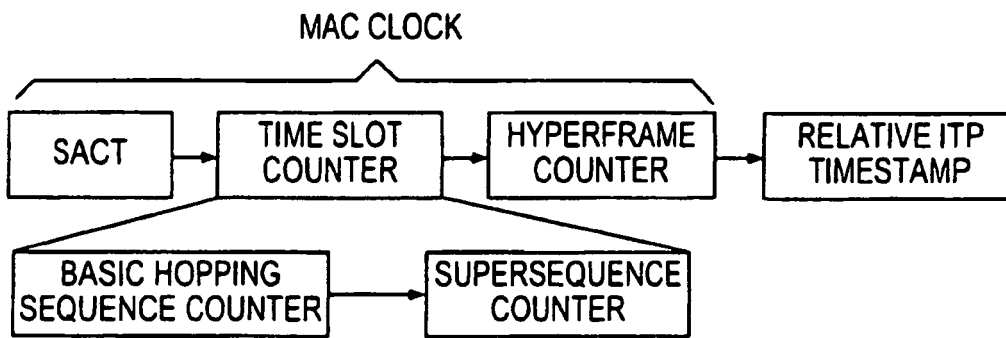 MAC CLOCK
SACT
TIME SLOT
COUNTER
HYPERFRAME
COUNTER
RELATIVE ITP
TIMESTAMP
BASIC HOPPING
SEQUENCE COUNTER
SUPERSEQUENCE
COUNTER